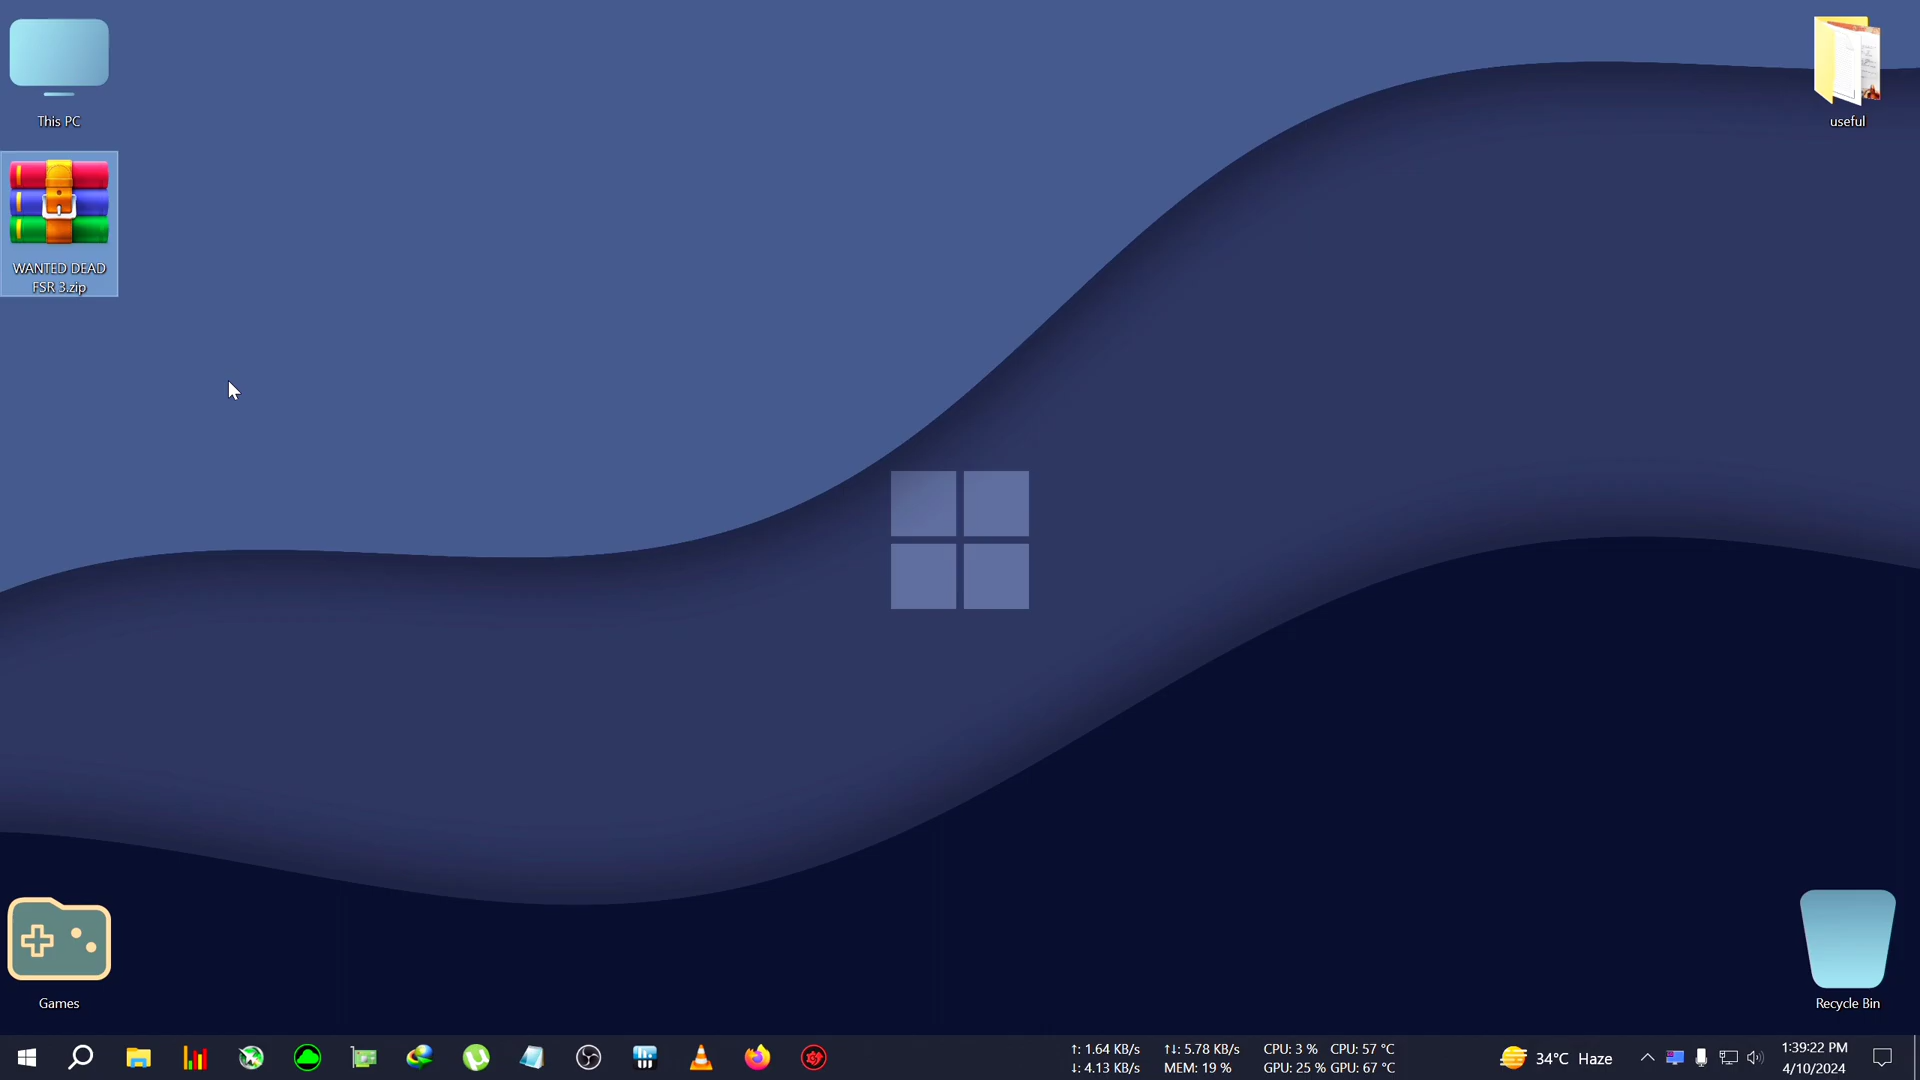 This PC
useful
WANTED DEAD
FSR 3.zip
Games
Recycle Bin
↑: 1.64 KB/s
↑↓: 5.78 KB/s
CPU: 3 %
CPU: 57 °C
↓: 4.13 KB/s
MEM: 19 %
GPU: 25 %
GPU: 67 °C
34°C Haze
1:39:22 PM
4/10/2024